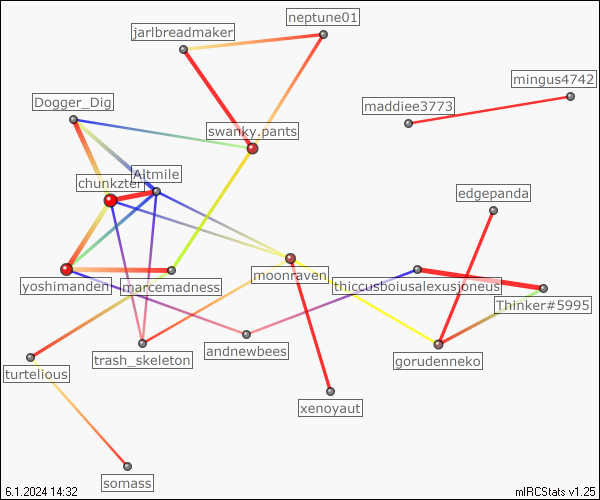 neptune01
jarlbreadmaker
mingus4742
Dogger_Dig
maddiee3773
swanky.pants
Altmile
chunkzter
edgepanda
moonraven
yoshimanden
marcemadness
thiccusboiusalexusjoneus
Thinker#5995
andnewbees
trash_skeleton
gorudenneko
turtelious
xenoyaut
somass
6.1.2024 14:32
mIRCStats v1.25